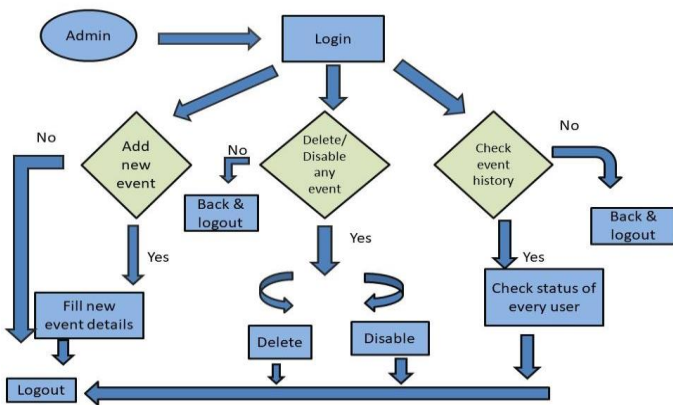 Admin
Login
No
Add
new
event
Yes
Fill new
event details
Logout
No
Delete/
Disable
any
event
Back &
logout
Yes
Delete
Disable
Check
event
history
No
Back &
logout
Yes
Check status of
every user